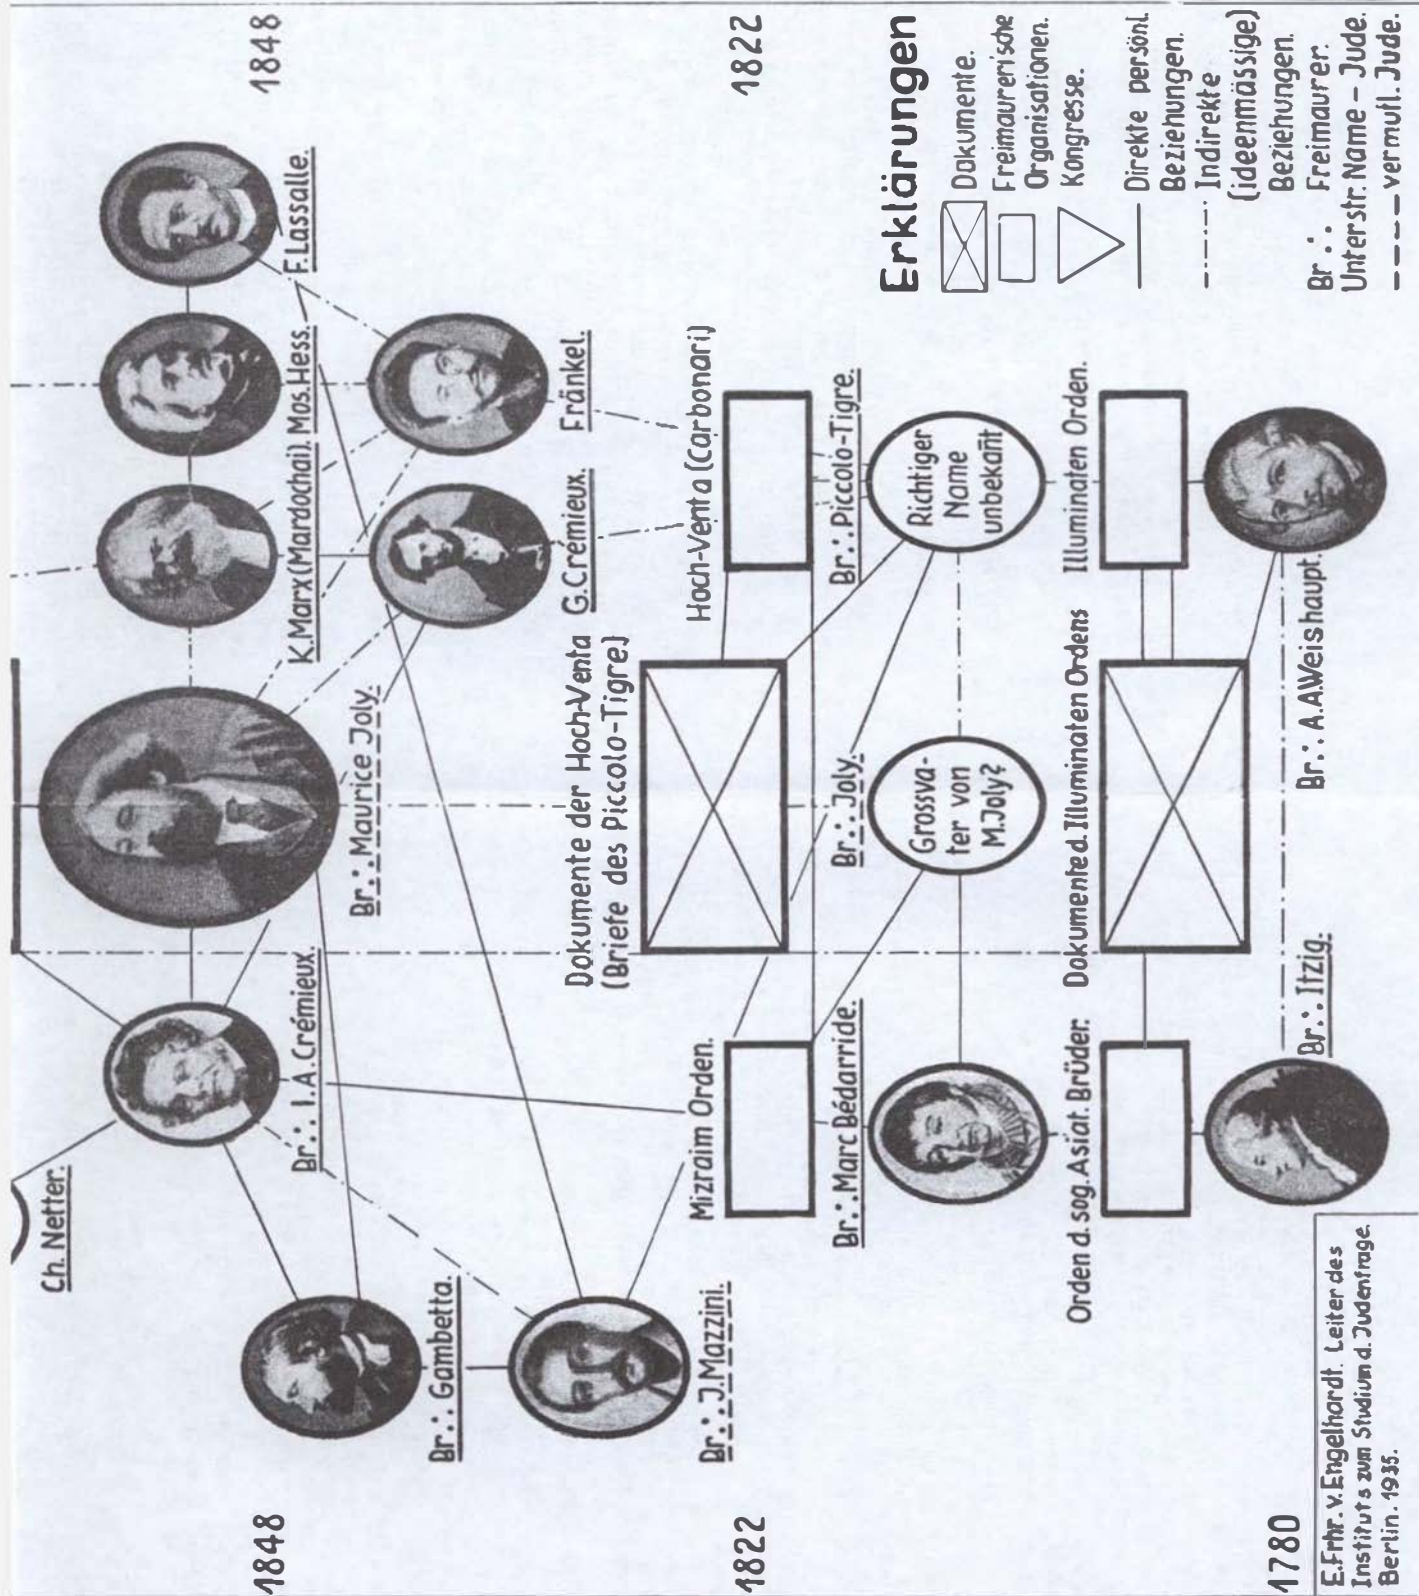 1848
1848
Ch. Netter.
F. Lassalle.
Mos. Hess.
K. Marx (Mardochai).
Br∴ Maurice Joly.
Br∴ I. A. Crémieux.
Br∴ Gambetta.
Fränkel.
G. Crémieux.
Br∴ J. Mazzini.
1822
1822
Dokumente der Hoch-Venta
(Briefe des Piccolo-Tigre)
Hoch-Venta (Carbonari)
Mizraim Orden.
Br∴ Marc Bédarride.
Br∴ Joly.
Br∴ Piccolo-Tigre.
Grossva-
ter von
M. Joly?
Richtiger
Name
unbekañt
Orden d. sog. Asiat. Brüder.
Dokumente d. Illuminaten Ordens
Illuminaten Orden.
Br∴ Itzig.
Br∴ A. A Weishaupt.
1780
E. Frhr. v. Engelhardt. Leiter des
Instituts zum Studium d. Judenfrage.
Berlin. 1935.
Erklärungen
Dokumente.
Freimaurerische
Organisationen.
Kongresse.
Direkte persönl.
Beziehungen.
Indirekte
(ideenmässige)
Beziehungen.
Br∴ Freimaurer.
Unterstr. Name – Jude.
--- vermutl. Jude.